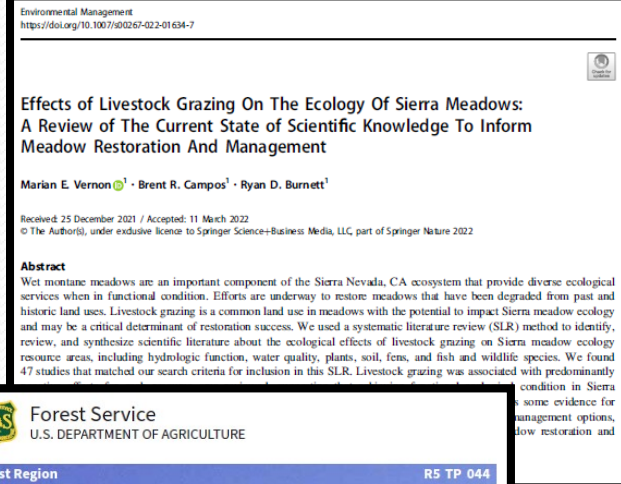 Environmental Management
https://doi.org/10.1007/s00267-022-01634-7
Check for
updates
Effects of Livestock Grazing On The Ecology Of Sierra Meadows:
A Review of The Current State of Scientific Knowledge To Inform
Meadow Restoration And Management
Marian E. Vernon 1 · Brent R. Campos1 · Ryan D. Burnett1
Received: 25 December 2021 / Accepted: 11 March 2022
© The Author(s), under exclusive licence to Springer Science+Business Media, LLC, part of Springer Nature 2022
Abstract
Wet montane meadows are an important component of the Sierra Nevada, CA ecosystem that provide diverse ecological
services when in functional condition. Efforts are underway to restore meadows that have been degraded from past and
historic land uses. Livestock grazing is a common land use in meadows with the potential to impact Sierra meadow ecology
and may be a critical determinant of restoration success. We used a systematic literature review (SLR) method to identify,
review, and synthesize scientific literature about the ecological effects of livestock grazing on Sierra meadow ecology
resource areas, including hydrologic function, water quality, plants, soil, fens, and fish and wildlife species. We found
47 studies that matched our search criteria for inclusion in this SLR. Livestock grazing was associated with predominantly
condition in Sierra
some evidence for
management options,
restoration and
Forest Service
U.S. DEPARTMENT OF AGRICULTURE
st Region R5 TP 044